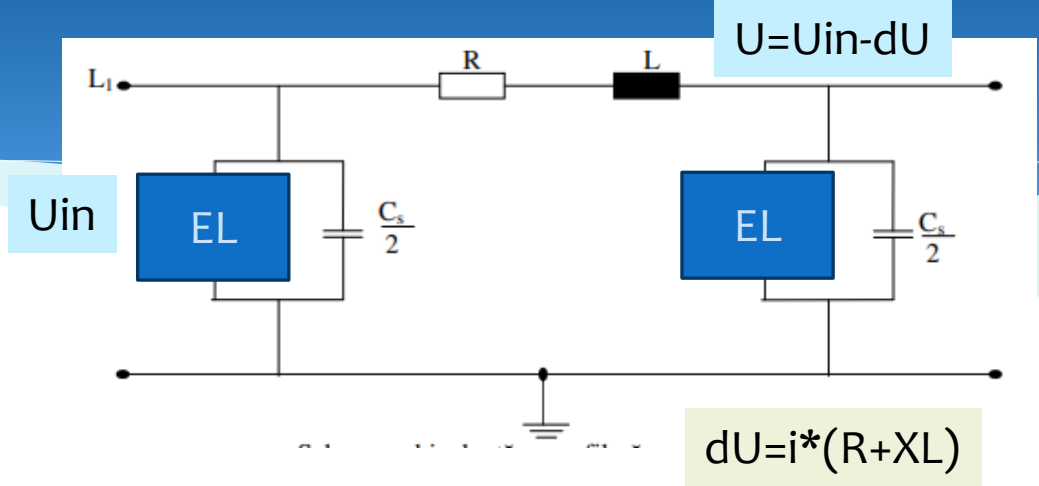 U=Uin-dU
R
L
L1
Uin
EL
Cs
2
EL
Cs
2
dU=i*(R+XL)